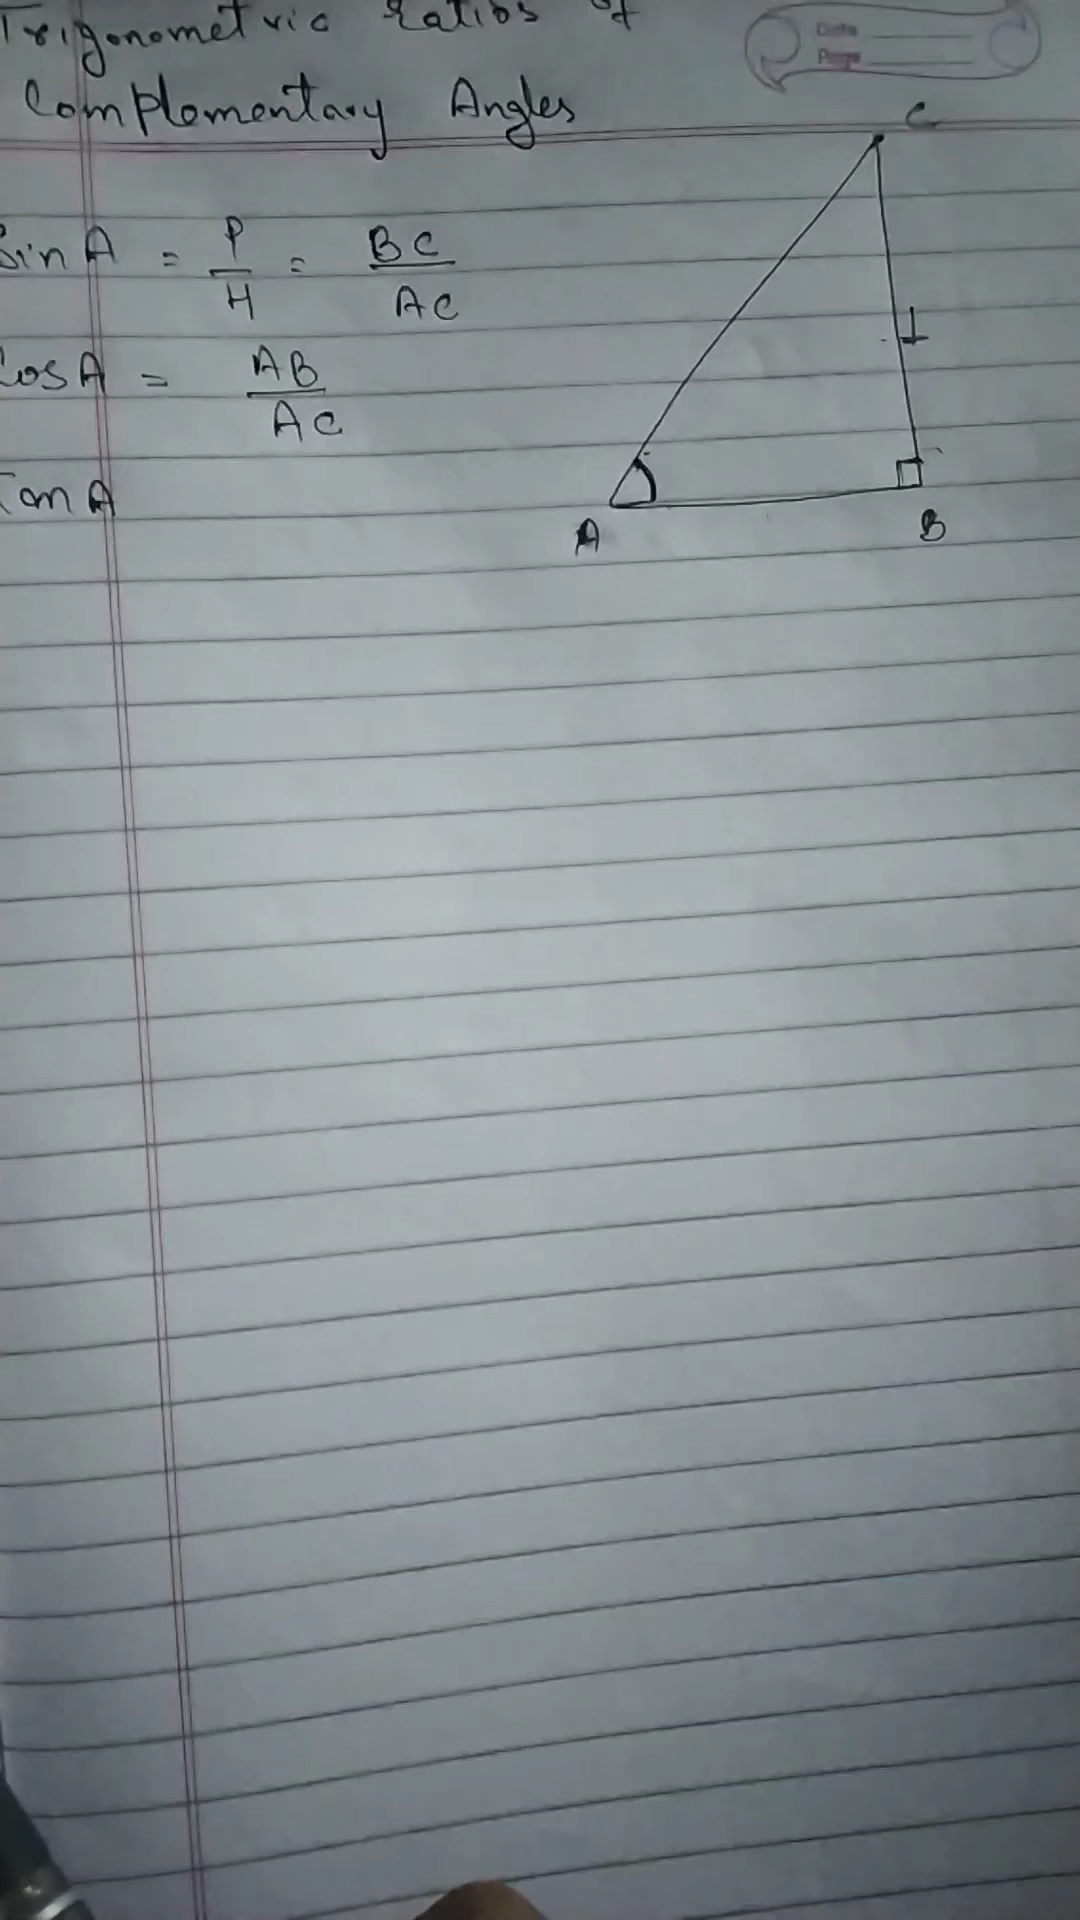 Trigonometric ratios of
Complementary Angles
Date
Page
C
Sin A = P/H = BC/AC
Cos A = AB/AC
Tan A
A
B